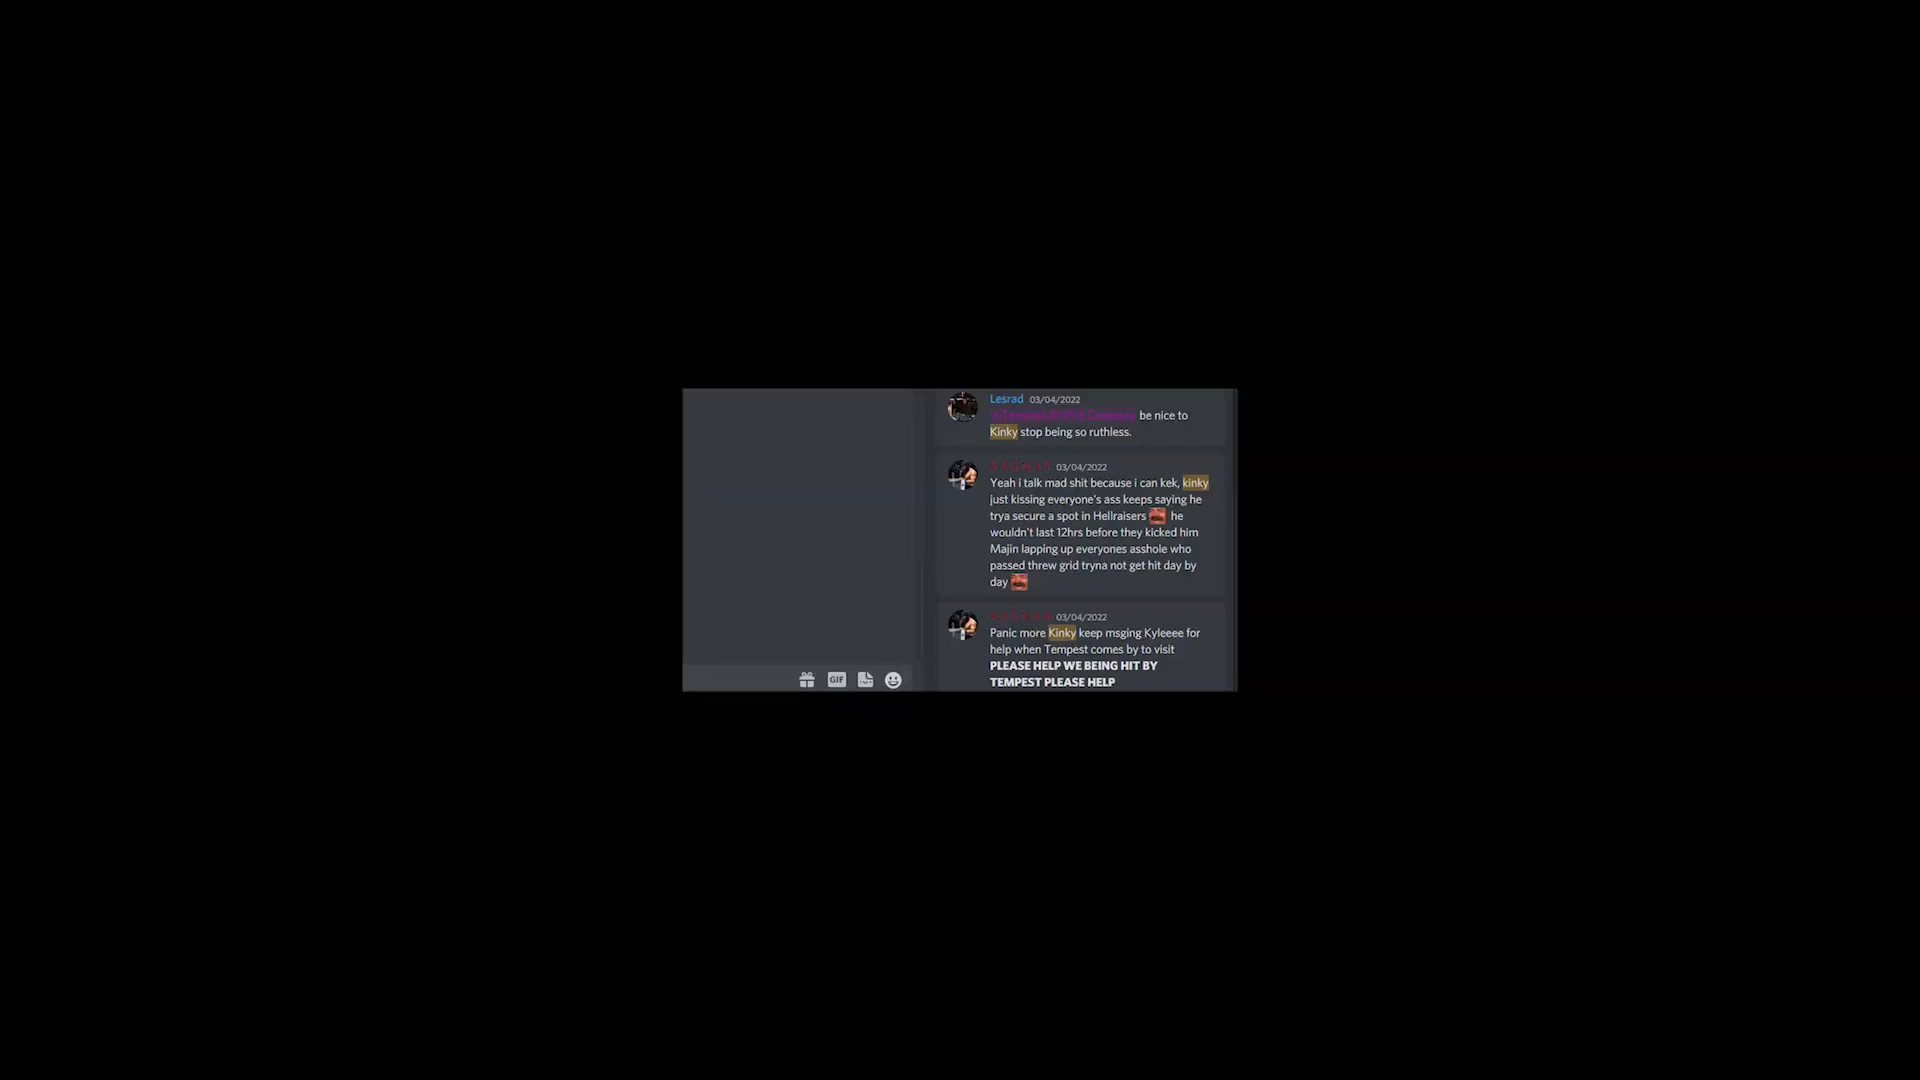 Lesrad 03/04/2022
be nice to
Kinky stop being so ruthless.
03/04/2022
Yeah i talk mad shit because i can kek, kinky
just kissing everyone's ass keeps saying he
trya secure a spot in Hellraisers he
wouldn't last 12hrs before they kicked him
Majin lapping up everyones asshole who
passed threw grid tryna not get hit day by
day
03/04/2022
Panic more Kinky keep msging Kyleeee for
help when Tempest comes by to visit
PLEASE HELP WE BEING HIT BY
TEMPEST PLEASE HELP
GIF